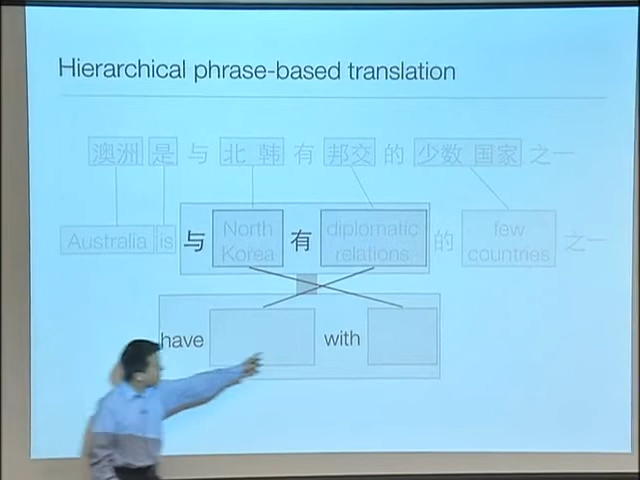 Hierarchical phrase-based translation
澳洲 是 与 北 韩 有 邦交 的 少数 国家 之一
Australia is 与 North Korea 有 diplomatic relations 的 few countries 之一
have with